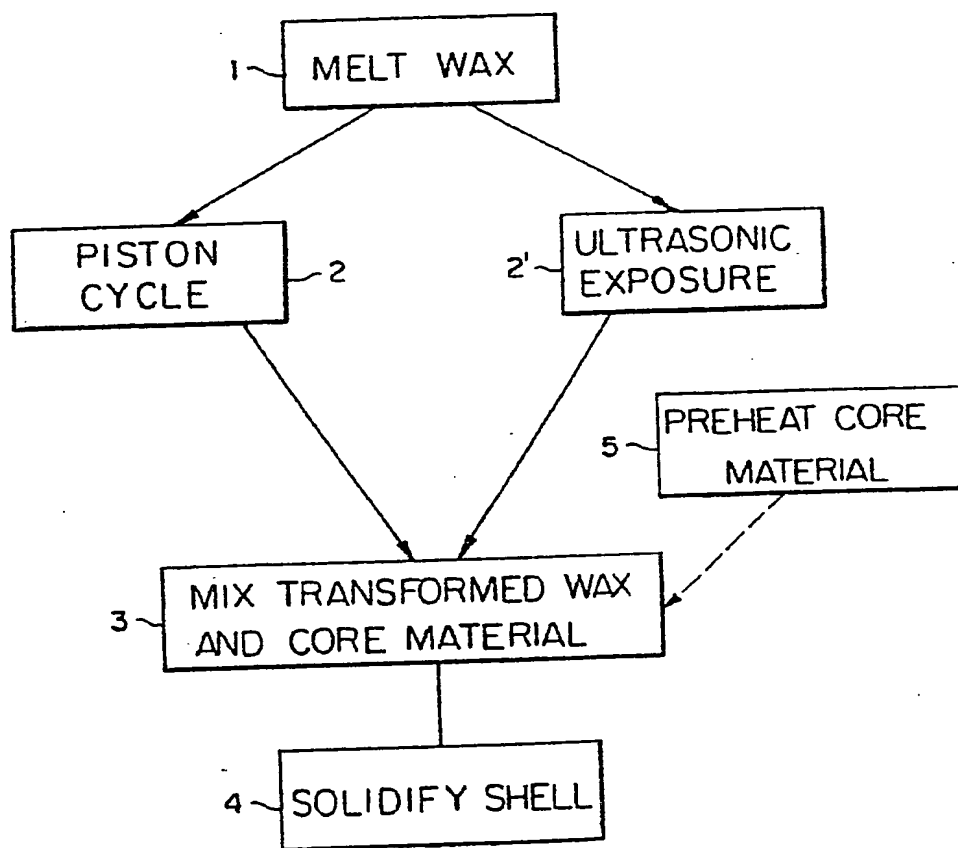 1 MELT WAX
PISTON
CYCLE
2
2'
ULTRASONIC
EXPOSURE
5
PREHEAT CORE
MATERIAL
3
MIX TRANSFORMED WAX
AND CORE MATERIAL
4 SOLIDIFY SHELL